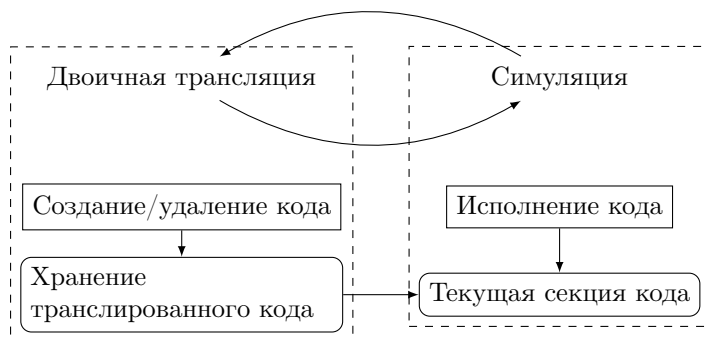 Двоичная трансляция
Симуляция
Создание/удаление кода
Исполнение кода
Хранение
транслированного кода
Текущая секция кода